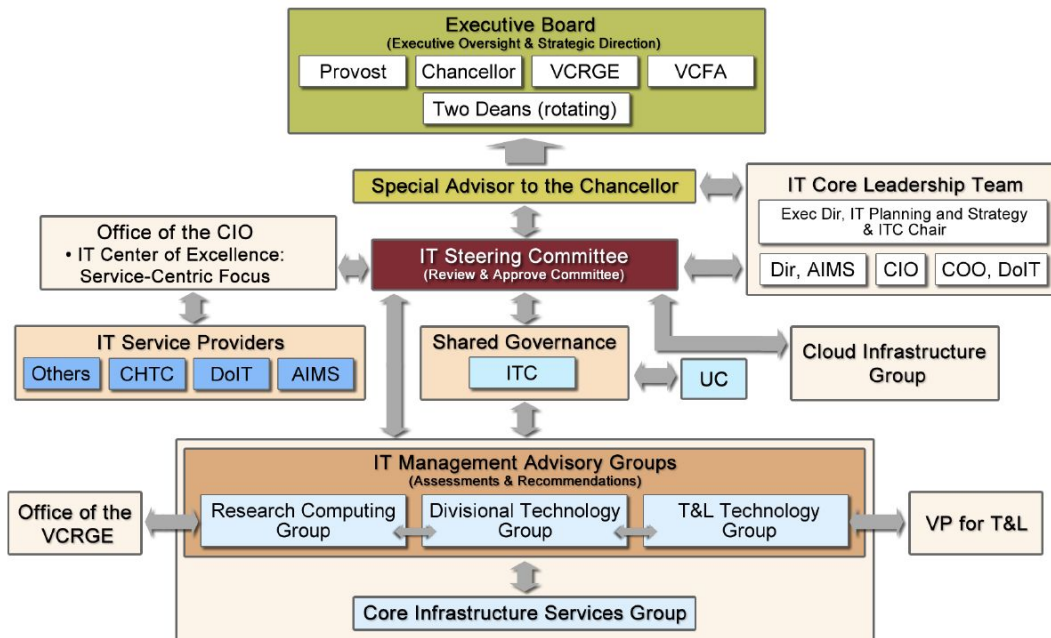 Executive Board
(Executive Oversight & Strategic Direction)
Provost
Chancellor
VCRGE
VCFA
Two Deans (rotating)
Special Advisor to the Chancellor
IT Core Leadership Team
Exec Dir, IT Planning and Strategy
& ITC Chair
Dir, AIMS
CIO
COO, DoIT
Office of the CIO
• IT Center of Excellence:
Service-Centric Focus
IT Steering Committee
(Review & Approve Committee)
IT Service Providers
Others
CHTC
DoIT
AIMS
Shared Governance
ITC
UC
Cloud Infrastructure
Group
IT Management Advisory Groups
(Assessments & Recommendations)
Office of the
VCRGE
Research Computing
Group
Divisional Technology
Group
T&L Technology
Group
VP for T&L
Core Infrastructure Services Group